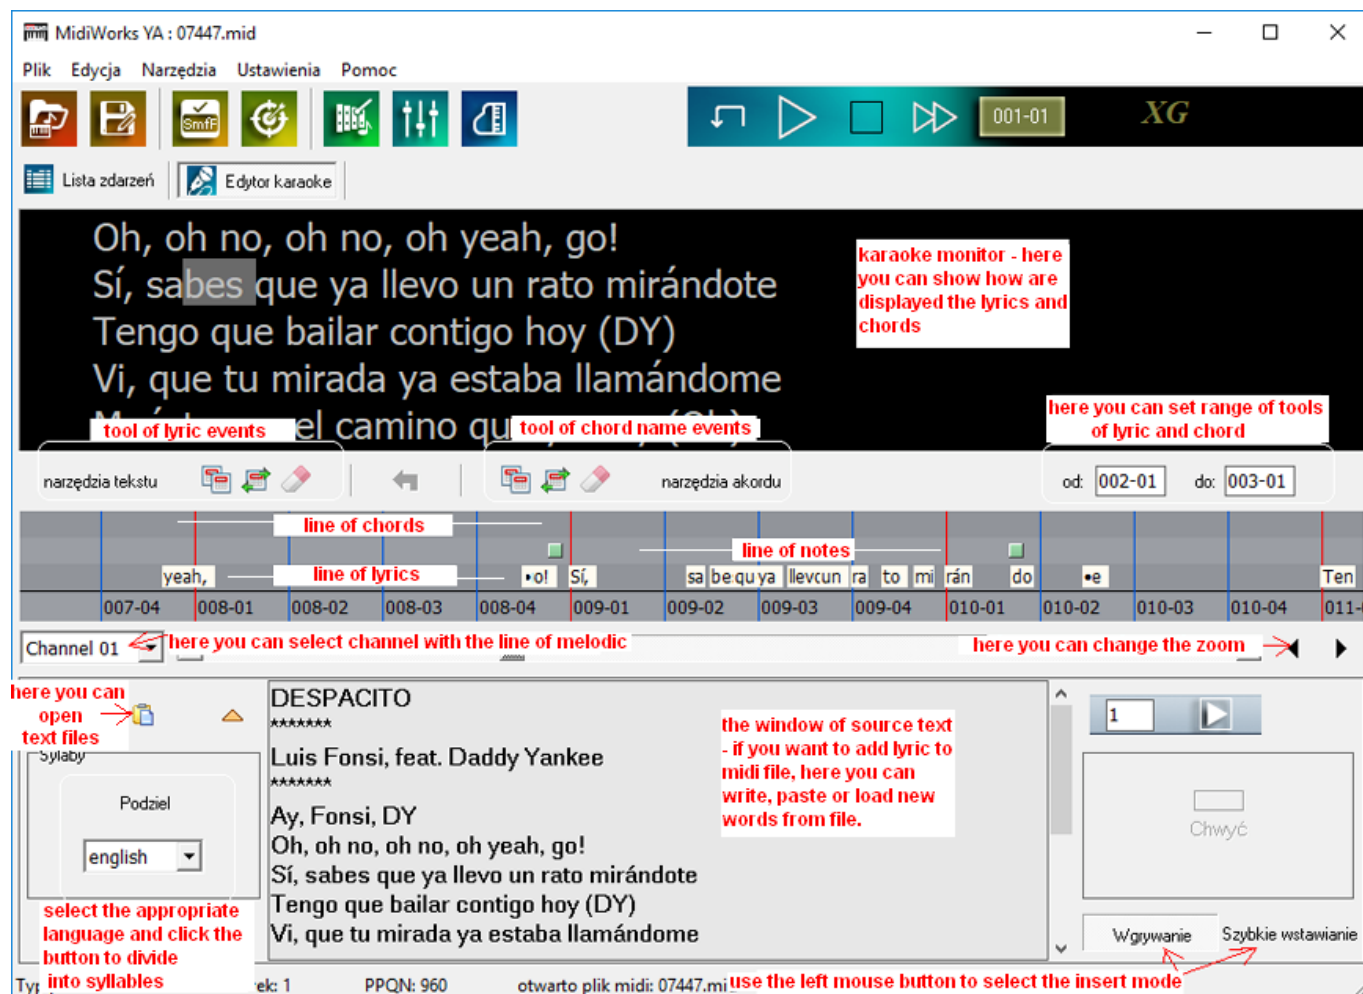 MidiWorks YA : 07447.mid
Plik Edycja Narzędzia Ustawienia Pomoc
SmfF
001-01
XG
Lista zdarzeń
Edytor karaoke
Oh, oh no, oh no, oh yeah, go!
Sí, sabes que ya llevo un rato mirándote
Tengo que bailar contigo hoy (DY)
Vi, que tu mirada ya estaba llamándome
el camino
karaoke monitor - here
you can show how are
displayed the lyrics and
chords
tool of lyric events
tool of chord name events
here you can set range of tools
of lyric and chord
narzędzia tekstu
narzędzia akordu
od: 002-01 do: 003-01
line of chords
line of notes
line of lyrics
yeah, •o! Sí, sa be qu ya llevc un ra to mi rán do •e Ten
007-04 008-01 008-02 008-03 008-04 009-01 009-02 009-03 009-04 010-01 010-02 010-03 010-04 011-
Channel 01
here you can select channel with the line of melodic
here you can change the zoom
here you can
open
text files
Sylaby
Podziel
english
select the appropriate
language and click the
button to divide
into syllables
DESPACITO
*******
Luis Fonsi, feat. Daddy Yankee
*******
Ay, Fonsi, DY
Oh, oh no, oh no, oh yeah, go!
Sí, sabes que ya llevo un rato mirándote
Tengo que bailar contigo hoy (DY)
Vi, que tu mirada ya estaba llamándome
the window of source text
- if you want to add lyric to
midi file, here you can
write, paste or load new
words from file.
1
Chwyć
Wgrywanie
Szybkie wstawianie
use the left mouse button to select the insert mode
PPQN: 960
otwarto plik midi: 07447.mi